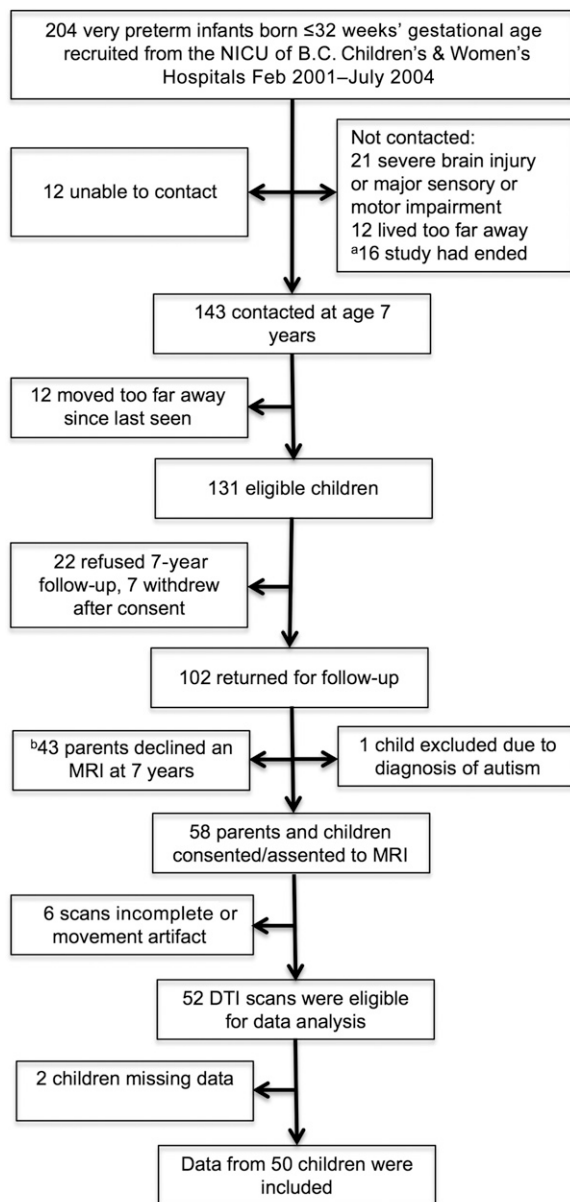 204 very preterm infants born ≤32 weeks’ gestational age
recruited from the NICU of B.C. Children’s & Women’s
Hospitals Feb 2001–July 2004
12 unable to contact
Not contacted:
21 severe brain injury
or major sensory or
motor impairment
12 lived too far away
a16 study had ended
143 contacted at age 7
years
12 moved too far away
since last seen
131 eligible children
22 refused 7-year
follow-up, 7 withdrew
after consent
102 returned for follow-up
b43 parents declined an
MRI at 7 years
1 child excluded due to
diagnosis of autism
58 parents and children
consented/assented to MRI
6 scans incomplete or
movement artifact
52 DTI scans were eligible
for data analysis
2 children missing data
Data from 50 children were
included